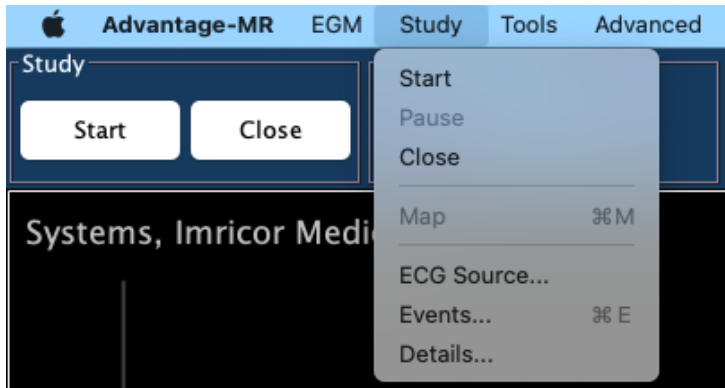 Advantage-MR EGM Study Tools Advanced
Study
Start Close
Start
Pause
Close
Map ⌘M
ECG Source...
Events... ⌘E
Details...
Systems, Imricor Medi